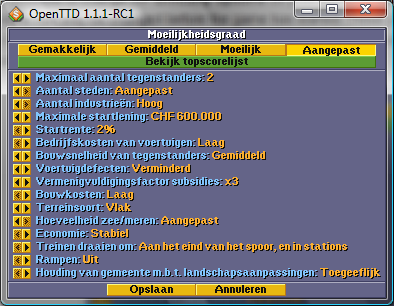 OpenTTD 1.1.1-RC1
Moeilijkheidsgraad
Gemakkelijk Gemiddeld Moeilijk Aangepast
Bekijk topscorelijst
Maximaal aantal tegenstanders: 2
Aantal steden: Aangepast
Aantal industrieën: Hoog
Maximale startlening: CHF 600.000
Startrente: 2%
Bedrijfskosten van voertuigen: Laag
Bouwsnelheid van tegenstanders: Gemiddeld
Voertuigdefecten: Verminderd
Vermenigvuldigingsfactor subsidies: x3
Bouwkosten: Laag
Terreinsoort: Vlak
Hoeveelheid zee/meren: Aangepast
Economie: Stabiel
Treinen draaien om: Aan het eind van het spoor, en in stations
Rampen: Uit
Houding van gemeente m.b.t. landschapsaanpassingen: Toegeeflijk
Opslaan Annuleren